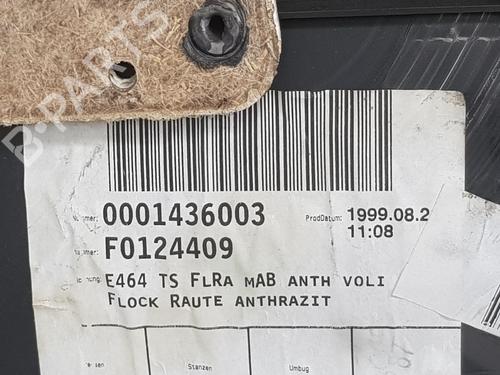 B-PARTS
0001436003
ProdDatum: 1999.08.2
11:08
F0124409
E464 TS FLRA MAB ANTH VOLI
FLOCK RAUTE ANTHRAZIT
Stanzen
Umbug